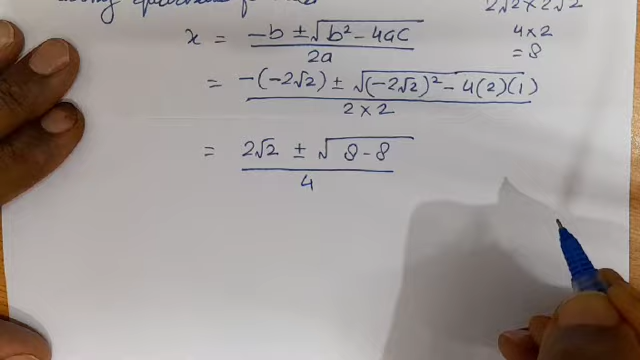 formula
2√2 × 2√2
x = (-b ± √(b² - 4ac)) / 2a
4 × 2
= 8
= (-(-2√2) ± √((-2√2)² - 4(2)(1))) / 2 × 2
= (2√2 ± √(8 - 8)) / 4